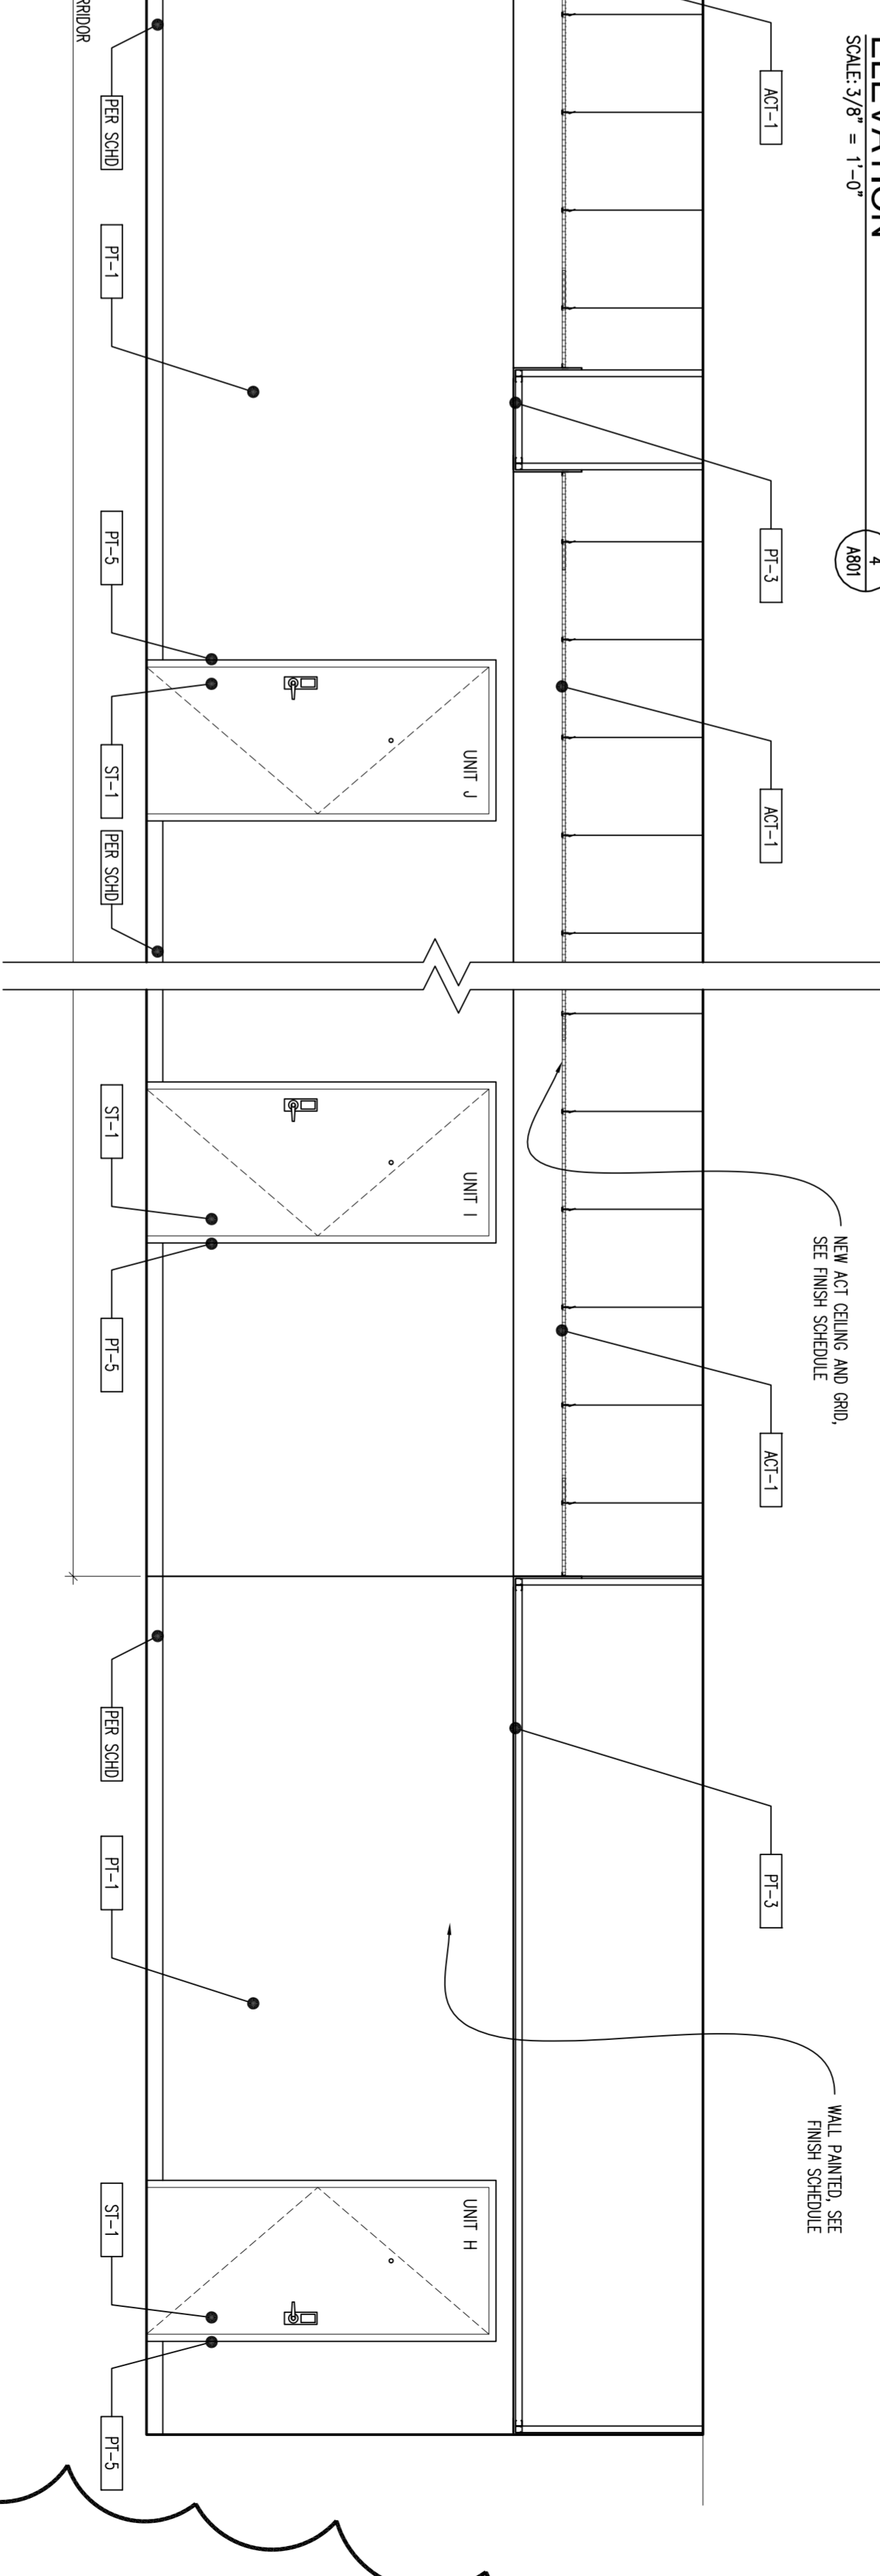 ELEVATION
SCALE: 3/8" = 1'-0"
4
A801
ACT-1
PT-3
ACT-1
NEW ACT CEILING AND GRID,
SEE FINISH SCHEDULE
ACT-1
PT-3
WALL PAINTED, SEE
FINISH SCHEDULE
UNIT J
UNIT I
UNIT H
PER SCHD
PT-1
PT-5
ST-1
PER SCHD
ST-1
PT-5
PER SCHD
PT-1
ST-1
PT-5
RRIDOR